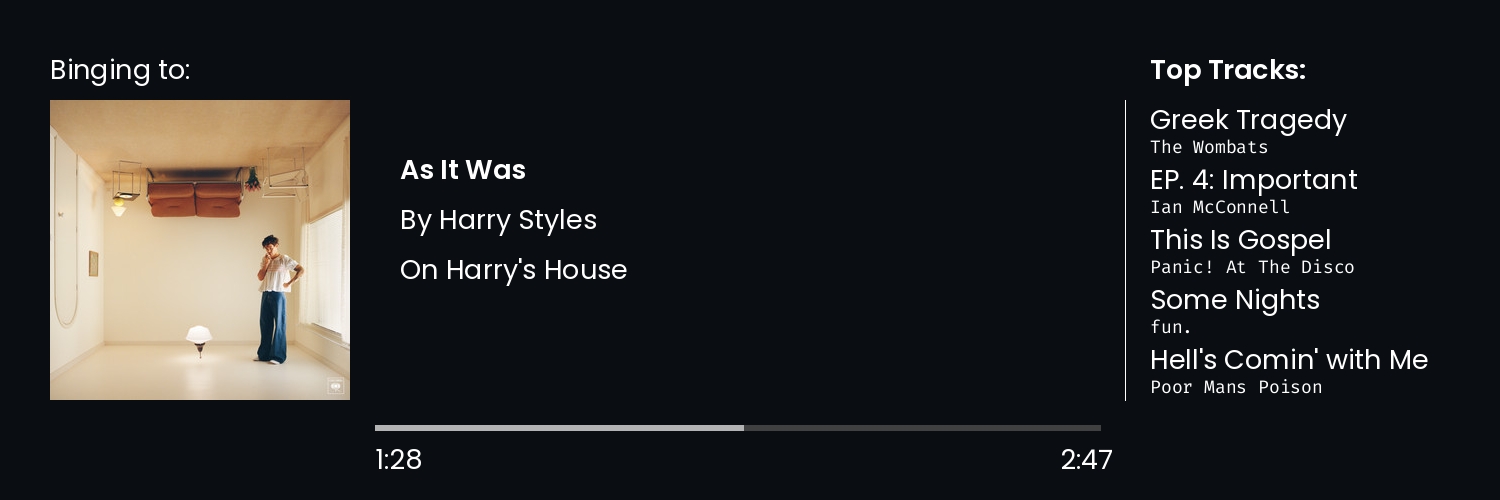 Binging to:
As It Was
By Harry Styles
On Harry's House
1:28
2:47
Top Tracks:
Greek Tragedy
The Wombats
EP. 4: Important
Ian McConnell
This Is Gospel
Panic! At The Disco
Some Nights
fun.
Hell's Comin' with Me
Poor Mans Poison